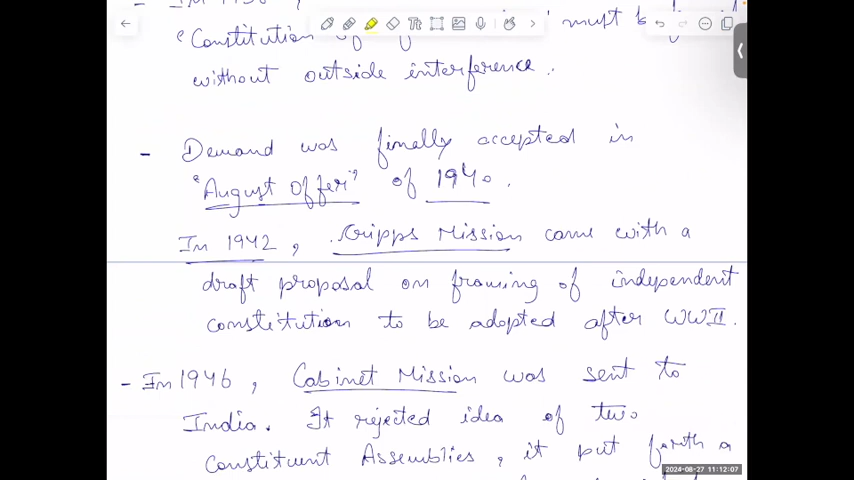 Constitution
must be
without outside interference.
- Demand was finally accepted in
"August Offer" of 1940.
In 1942, Cripps Mission came with a
draft proposal on framing of independent
constitution to be adopted after WWII.
- In 1946, Cabinet Mission was sent to
India. It rejected idea of two
Constituent Assemblies, it put forth a
2024-08-27 11:12:07